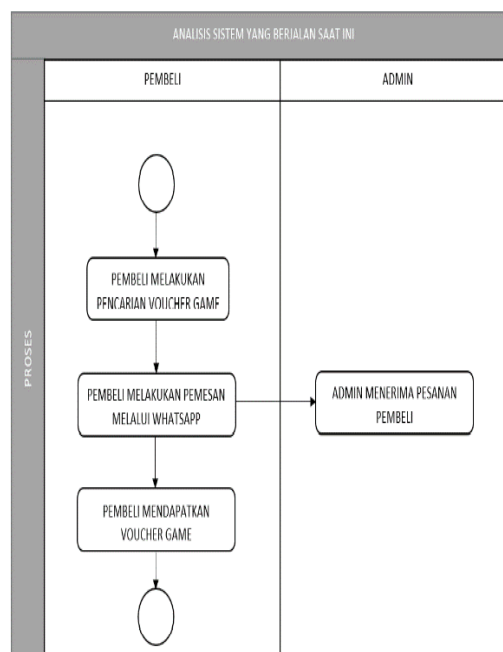 ANALISIS SISTEM YANG BERJALAN SAAT INI
PEMBELI
ADMIN
PROSES
PEMBELI MELAKUKAN
PENCARIAN VOUCHER GAME
PEMBELI MELAKUKAN PEMESAN
MELALUI WHATSAPP
ADMIN MENERIMA PESANAN
PEMBELI
PEMBELI MENDAPATKAN
VOUCHER GAME